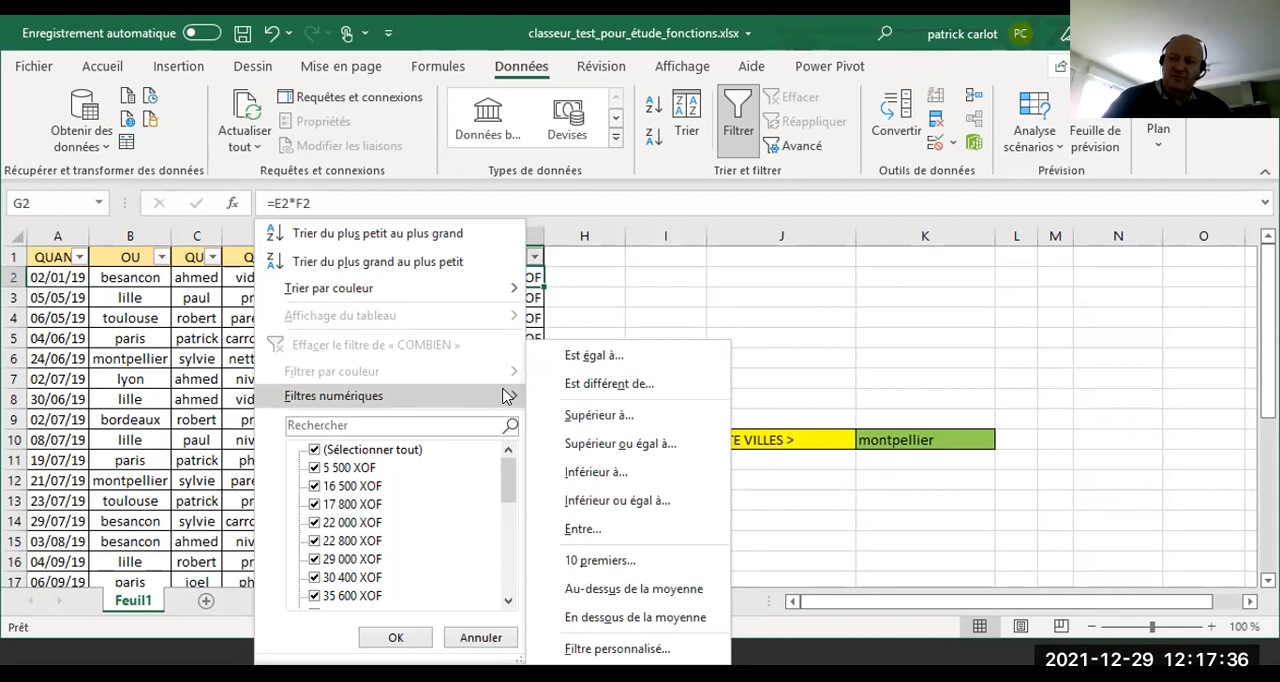 Enregistrement automatique
classeur_test_pour_étude_fonctions.xlsx
patrick carlot PC
Fichier Accueil Insertion Dessin Mise en page Formules Données Révision Affichage Aide Power Pivot
Obtenir des données
Actualiser tout
Requêtes et connexions
Propriétés
Modifier les liaisons
Données b...
Devises
Trier
Filtrer
Effacer
Réappliquer
Avancé
Convertir
Analyse scénarios
Feuille de prévision
Plan
Récupérer et transformer des données
Requêtes et connexions
Types de données
Trier et filtrer
Outils de données
Prévision
G2
fx
=E2*F2
A B C H I J K L M N O
1 QUAN OU QU
2 02/01/19 besancon ahmed vid OF
3 05/05/19 lille paul pr OF
4 06/05/19 toulouse robert pare OF
5 04/06/19 paris patrick carro
6 24/06/19 montpellier sylvie nett
7 02/07/19 lyon ahmed niv
8 30/06/19 lille ahmed vid
9 02/07/19 bordeaux robert pr
10 08/07/19 lille paul pr TE VILLES > montpellier
11 19/07/19 paris patrick ph
12 21/07/19 montpellier sylvie pare
13 23/07/19 toulouse robert pr
14 29/07/19 besancon sylvie carro
15 03/08/19 besancon ahmed niv
16 04/09/19 lille robert pr
17 06/09/19 paris joel ph
Trier du plus petit au plus grand
Trier du plus grand au plus petit
Trier par couleur
Affichage du tableau
Effacer le filtre de « COMBIEN »
Filtrer par couleur
Filtres numériques
Rechercher
(Sélectionner tout)
5 500 XOF
16 500 XOF
17 800 XOF
22 000 XOF
22 800 XOF
29 000 XOF
30 400 XOF
35 600 XOF
OK Annuler
Est égal à...
Est différent de...
Supérieur à...
Supérieur ou égal à...
Inférieur à...
Inférieur ou égal à...
Entre...
10 premiers...
Au-dessus de la moyenne
En dessous de la moyenne
Filtre personnalisé...
Feuil1
Prêt
100 %
2021-12-29 12:17:36